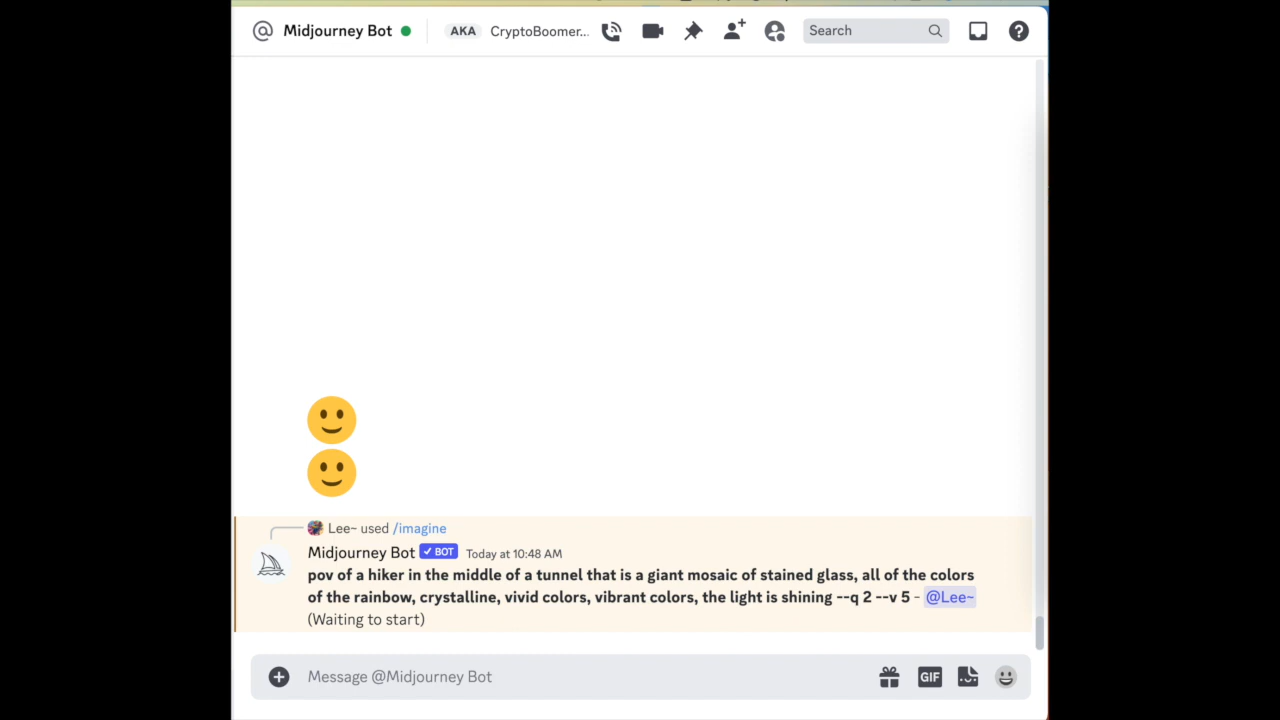 @ Midjourney Bot AKA CryptoBoomer... Search
Lee~ used /imagine
Midjourney Bot ✓ BOT Today at 10:48 AM
pov of a hiker in the middle of a tunnel that is a giant mosaic of stained glass, all of the colors
of the rainbow, crystalline, vivid colors, vibrant colors, the light is shining --q 2 --v 5 - @Lee~
(Waiting to start)
Message @Midjourney Bot GIF